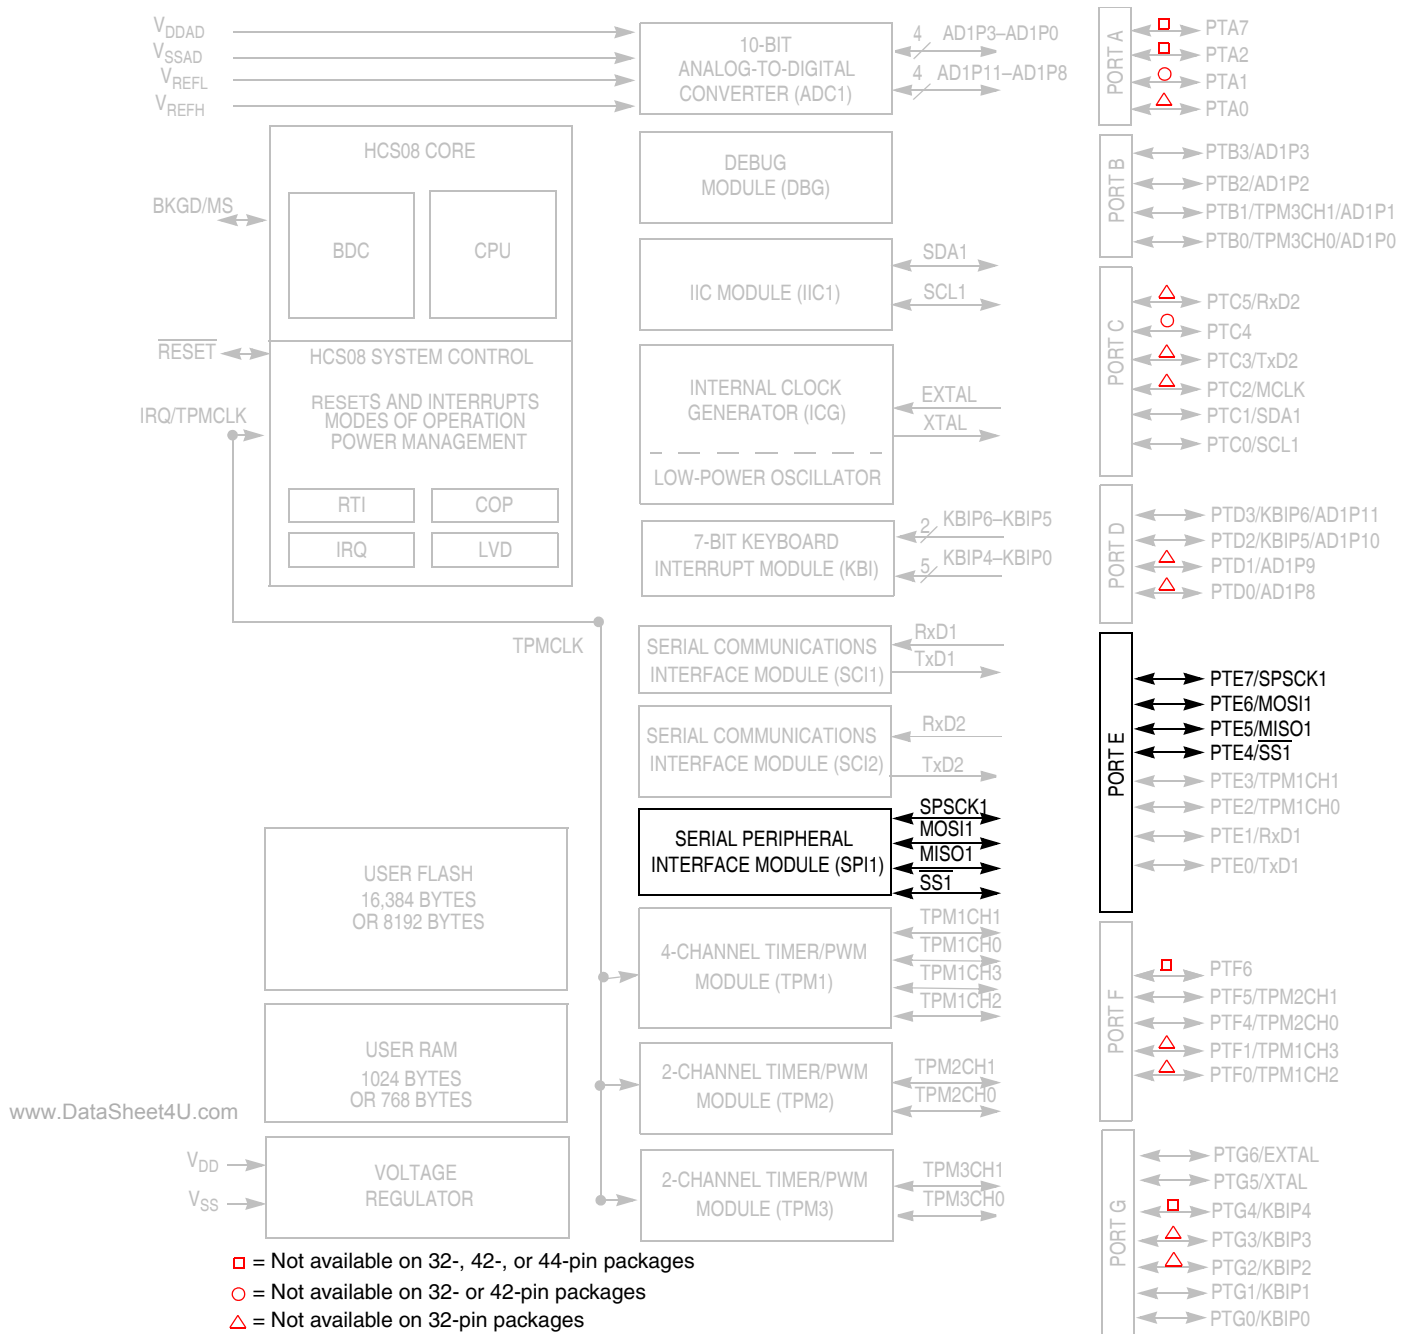 VDDAD
VSSAD
VREFL
VREFH
10-BIT
ANALOG-TO-DIGITAL
CONVERTER (ADC1)
4 AD1P3–AD1P0
4 AD1P11–AD1P8
HCS08 CORE
BDC
CPU
BKGD/MS
RESET
IRQ/TPMCLK
HCS08 SYSTEM CONTROL
RESETS AND INTERRUPTS
MODES OF OPERATION
POWER MANAGEMENT
RTI
COP
IRQ
LVD
TPMCLK
DEBUG
MODULE (DBG)
IIC MODULE (IIC1)
SDA1
SCL1
INTERNAL CLOCK
GENERATOR (ICG)
LOW-POWER OSCILLATOR
EXTAL
XTAL
7-BIT KEYBOARD
INTERRUPT MODULE (KBI)
2 KBIP6–KBIP5
5 KBIP4–KBIP0
SERIAL COMMUNICATIONS
INTERFACE MODULE (SCI1)
RxD1
TxD1
SERIAL COMMUNICATIONS
INTERFACE MODULE (SCI2)
RxD2
TxD2
SERIAL PERIPHERAL
INTERFACE MODULE (SPI1)
SPSCK1
MOSI1
MISO1
SS1
USER FLASH
16,384 BYTES
OR 8192 BYTES
4-CHANNEL TIMER/PWM
MODULE (TPM1)
TPM1CH1
TPM1CH0
TPM1CH3
TPM1CH2
USER RAM
1024 BYTES
OR 768 BYTES
2-CHANNEL TIMER/PWM
MODULE (TPM2)
TPM2CH1
TPM2CH0
www.DataSheet4U.com
VDD
VSS
VOLTAGE
REGULATOR
2-CHANNEL TIMER/PWM
MODULE (TPM3)
TPM3CH1
TPM3CH0
PORT A
PTA7
PTA2
PTA1
PTA0
PORT B
PTB3/AD1P3
PTB2/AD1P2
PTB1/TPM3CH1/AD1P1
PTB0/TPM3CH0/AD1P0
PORT C
PTC5/RxD2
PTC4
PTC3/TxD2
PTC2/MCLK
PTC1/SDA1
PTC0/SCL1
PORT D
PTD3/KBIP6/AD1P11
PTD2/KBIP5/AD1P10
PTD1/AD1P9
PTD0/AD1P8
PORT E
PTE7/SPSCK1
PTE6/MOSI1
PTE5/MISO1
PTE4/SS1
PTE3/TPM1CH1
PTE2/TPM1CH0
PTE1/RxD1
PTE0/TxD1
PORT F
PTF6
PTF5/TPM2CH1
PTF4/TPM2CH0
PTF1/TPM1CH3
PTF0/TPM1CH2
PORT G
PTG6/EXTAL
PTG5/XTAL
PTG4/KBIP4
PTG3/KBIP3
PTG2/KBIP2
PTG1/KBIP1
PTG0/KBIP0
= Not available on 32-, 42-, or 44-pin packages
= Not available on 32- or 42-pin packages
= Not available on 32-pin packages